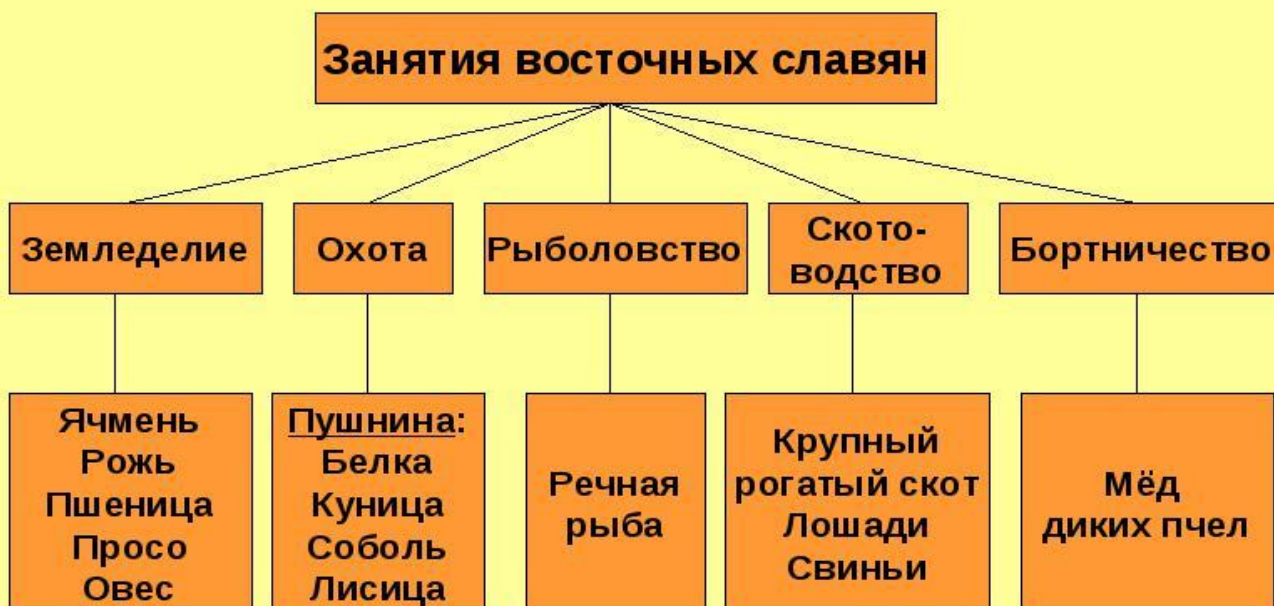 Занятия восточных славян
Земледелие
Охота
Рыболовство
Ското-
водство
Бортничество
Ячмень
Рожь
Пшеница
Просо
Овес
Пушнина:
Белка
Куница
Соболь
Лисица
Речная
рыба
Крупный
рогатый скот
Лошади
Свиньи
Мёд
диких пчел